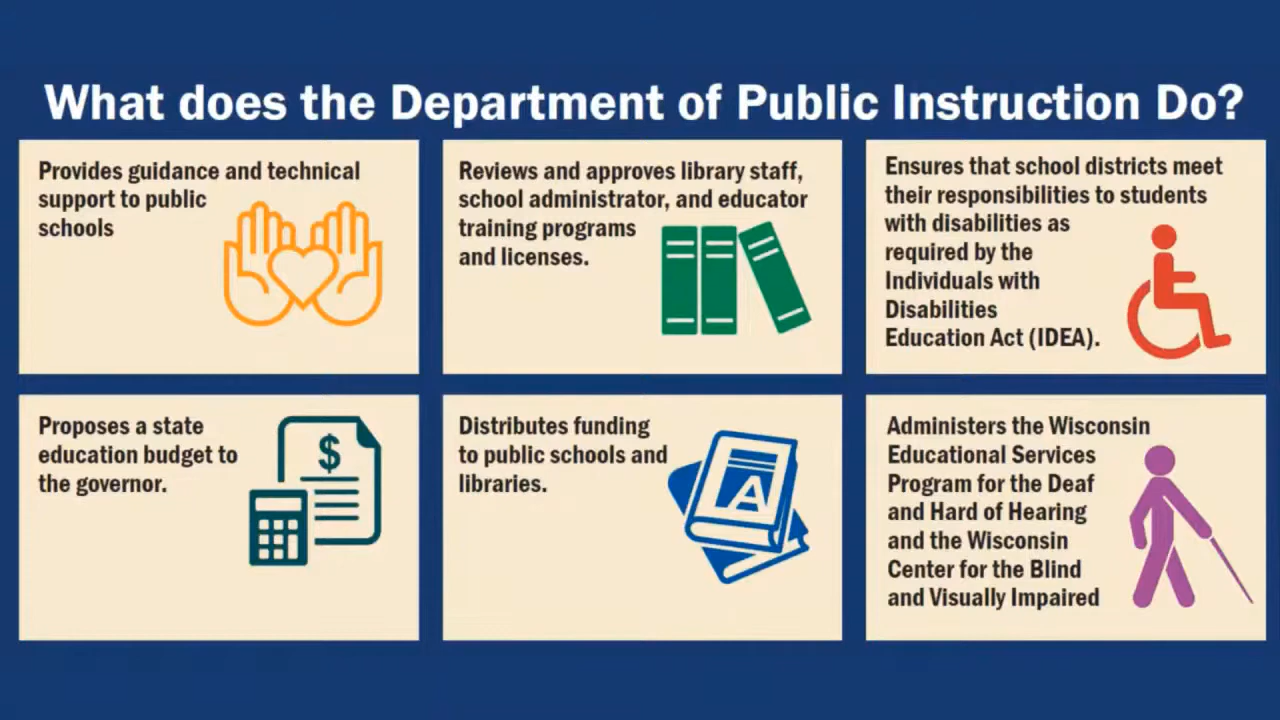 What does the Department of Public Instruction Do?
Provides guidance and technical
support to public
schools
Reviews and approves library staff,
school administrator, and educator
training programs
and licenses.
Ensures that school districts meet
their responsibilities to students
with disabilities as
required by the
Individuals with
Disabilities
Education Act (IDEA).
Proposes a state
education budget to
the governor.
$
Distributes funding
to public schools and
libraries.
A
Administers the Wisconsin
Educational Services
Program for the Deaf
and Hard of Hearing
and the Wisconsin
Center for the Blind
and Visually Impaired